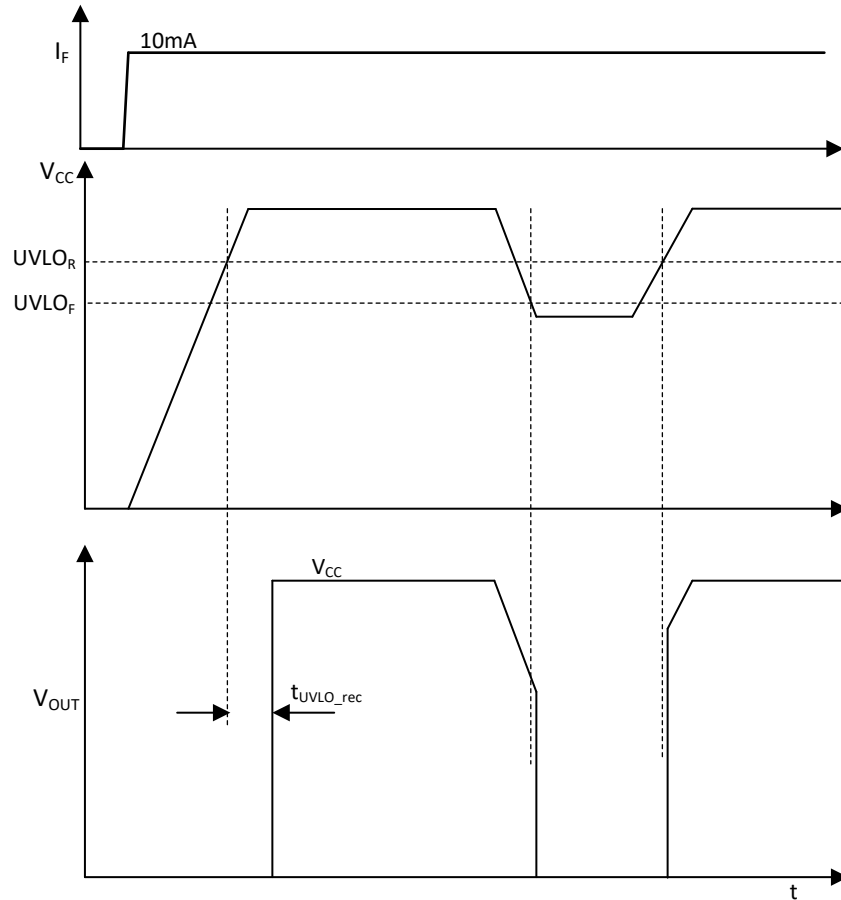 10mA
I_F
V_CC
UVLO_R
UVLO_F
V_CC
V_OUT
t_UVLO_rec
t